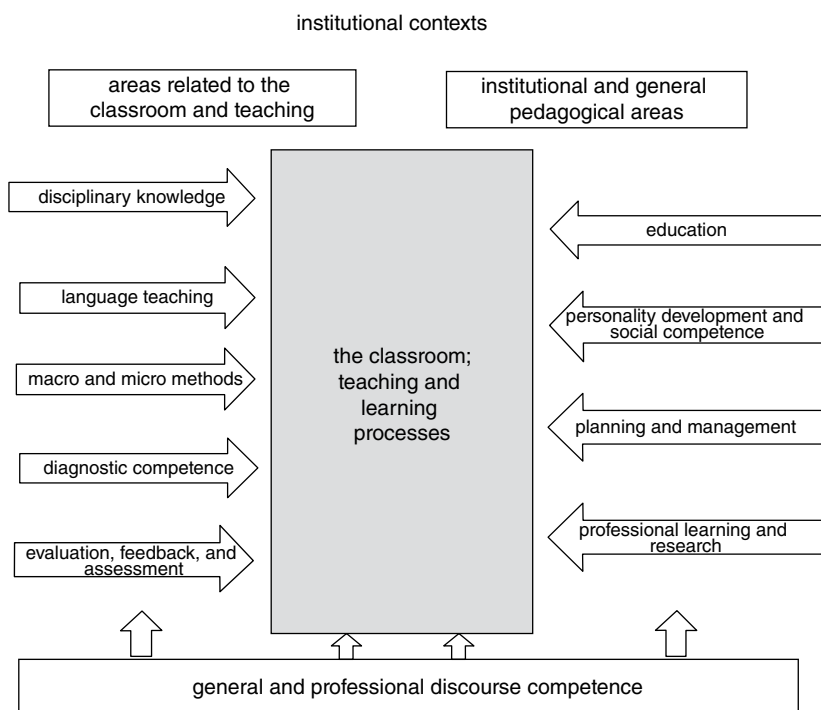 institutional contexts
areas related to the
classroom and teaching
institutional and general
pedagogical areas
disciplinary knowledge
language teaching
macro and micro methods
diagnostic competence
evaluation, feedback, and
assessment
the classroom;
teaching and
learning
processes
education
personality development and
social competence
planning and management
professional learning and
research
general and professional discourse competence